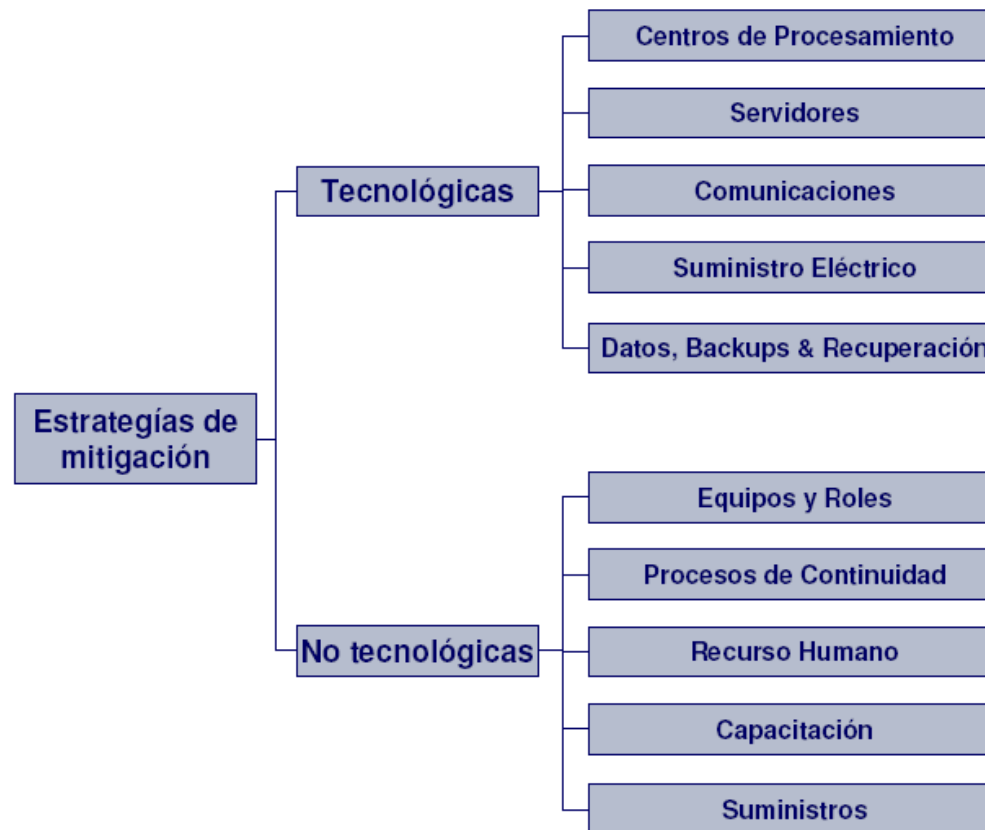 Centros de Procesamiento
Servidores
Tecnológicas
Comunicaciones
Suministro Eléctrico
Datos, Backups & Recuperación
Estrategías de
mitigación
Equipos y Roles
Procesos de Continuidad
No tecnológicas
Recurso Humano
Capacitación
Suministros